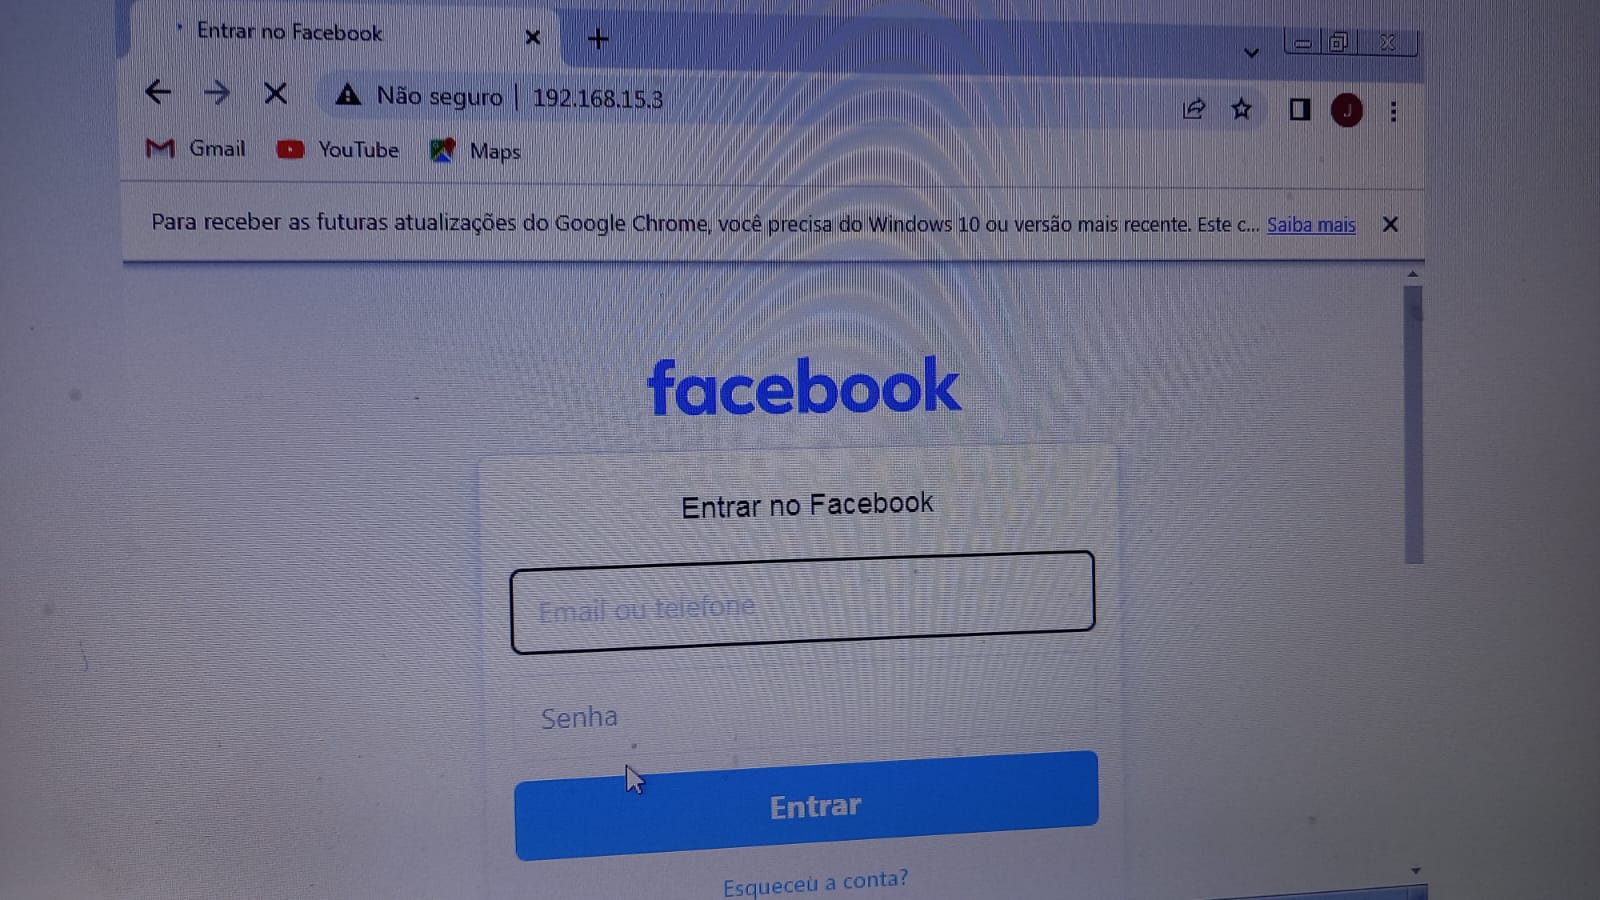 Entrar no Facebook
Não seguro | 192.168.15.3
J
Gmail YouTube Maps
Para receber as futuras atualizações do Google Chrome, você precisa do Windows 10 ou versão mais recente. Este c... Saiba mais
facebook
Entrar no Facebook
Email ou telefone
Senha
Entrar
Esqueceu a conta?